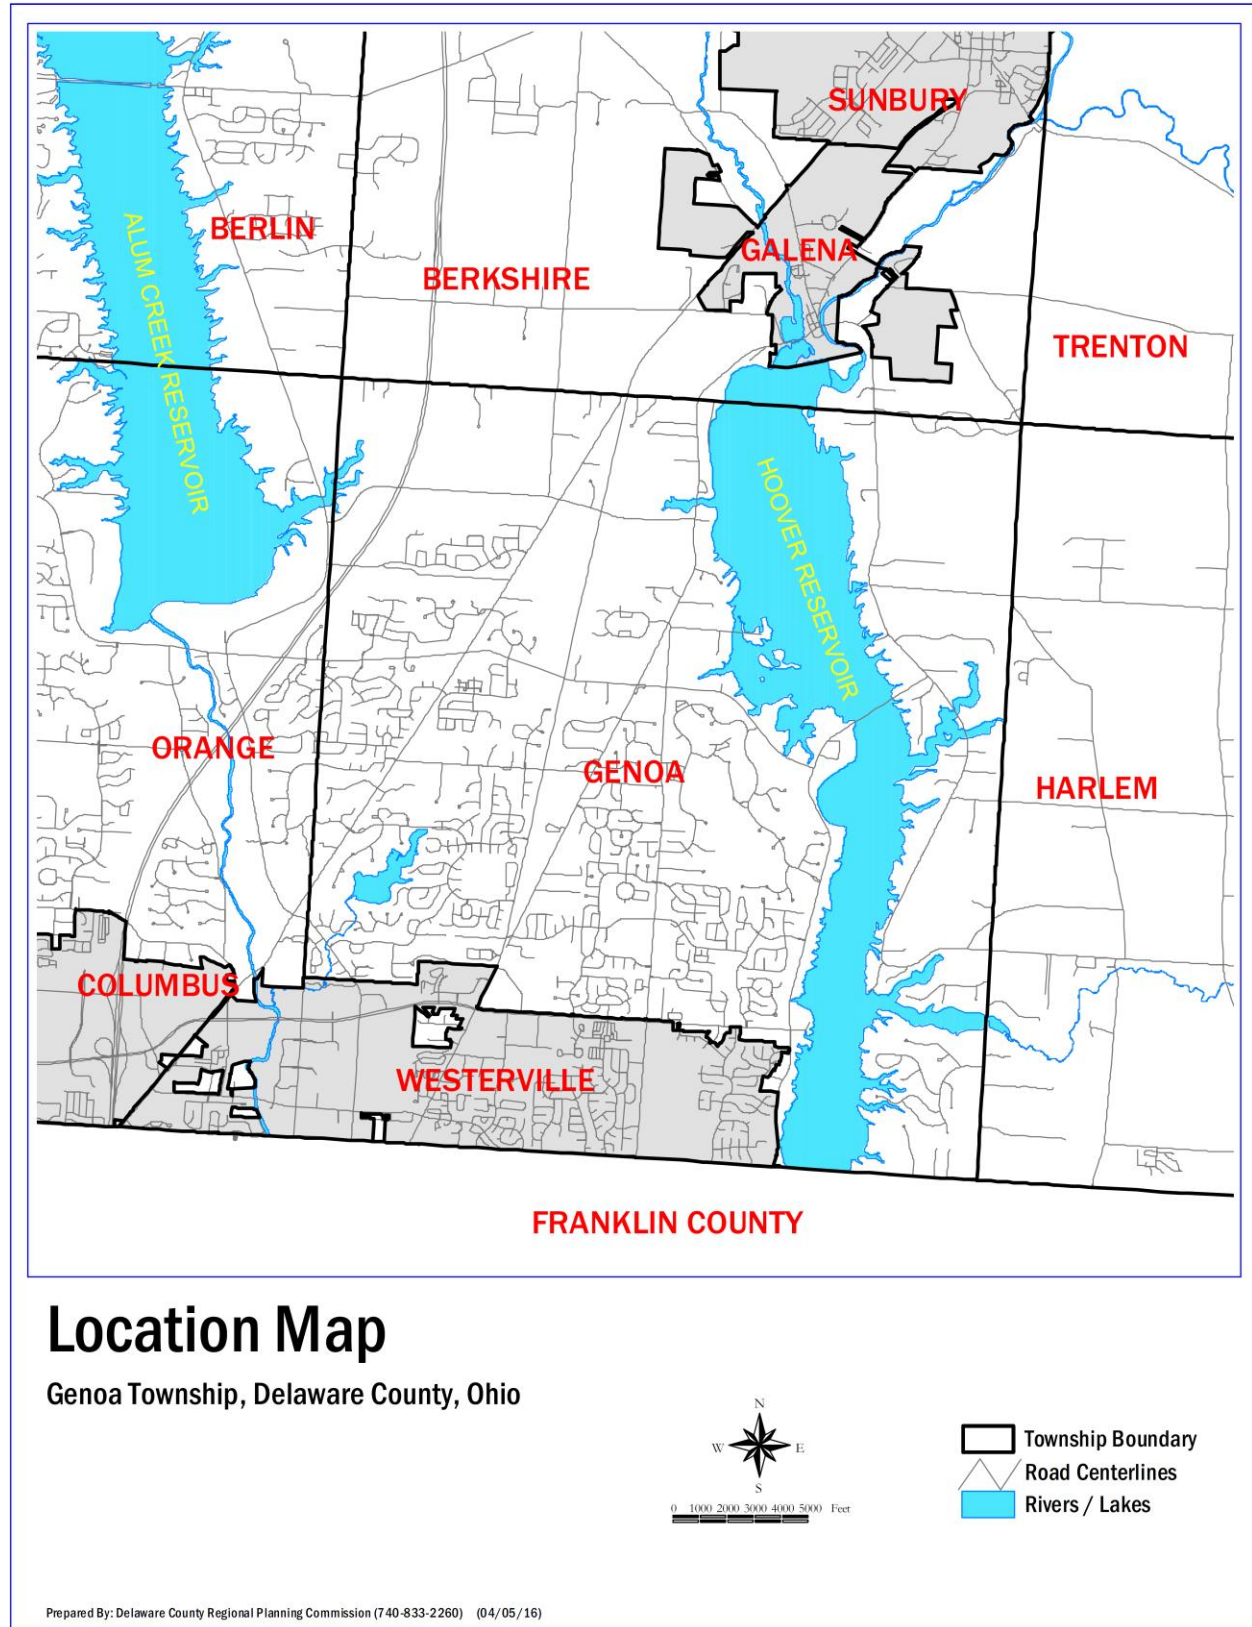 SUNBURY
ALUM CREEK RESERVOIR
BERLIN
GALENA
BERKSHIRE
TRENTON
HOOVER RESERVOIR
ORANGE
GENOA
HARLEM
COLUMBUS
WESTERVILLE
FRANKLIN COUNTY
Location Map
Genoa Township, Delaware County, Ohio
N
W E
S
0 1000 2000 3000 4000 5000 Feet
Township Boundary
Road Centerlines
Rivers / Lakes
Prepared By: Delaware County Regional Planning Commission (740-833-2260) (04/05/16)